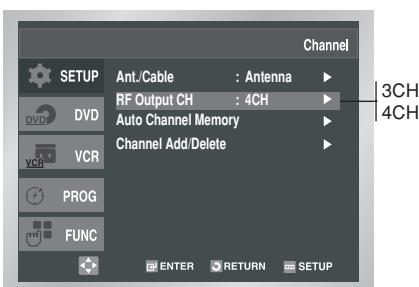 Channel
SETUP
DVD DVD
VCR VCR
PROG
FUNC
Ant./Cable : Antenna ►
RF Output CH : 4CH ►
Auto Channel Memory ►
Channel Add/Delete ►
ENTER RETURN SETUP
3CH
4CH